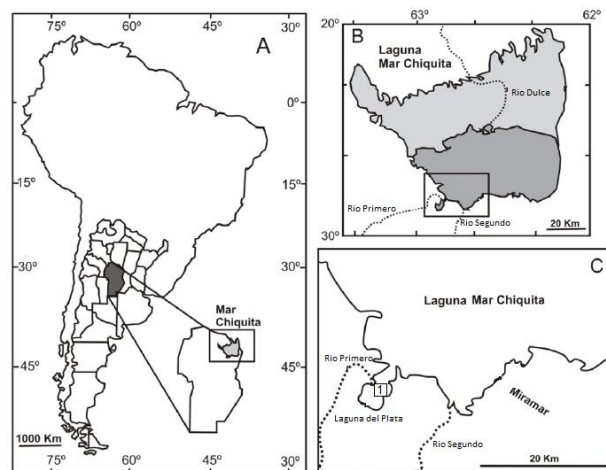 75º
60º
45º
A
0º
15º
30º
45º
0º
15º
30º
45º
Mar
Chiquita
1000 Km
75º
60º
45º
63º
62º
20º
30º
B
Laguna
Mar Chiquita
Rio Dulce
Rio Primero
Rio Segundo
20 Km
C
Laguna Mar Chiquita
Rio Primero
1
Laguna del Plata
Miramar
Rio Segundo
20 Km